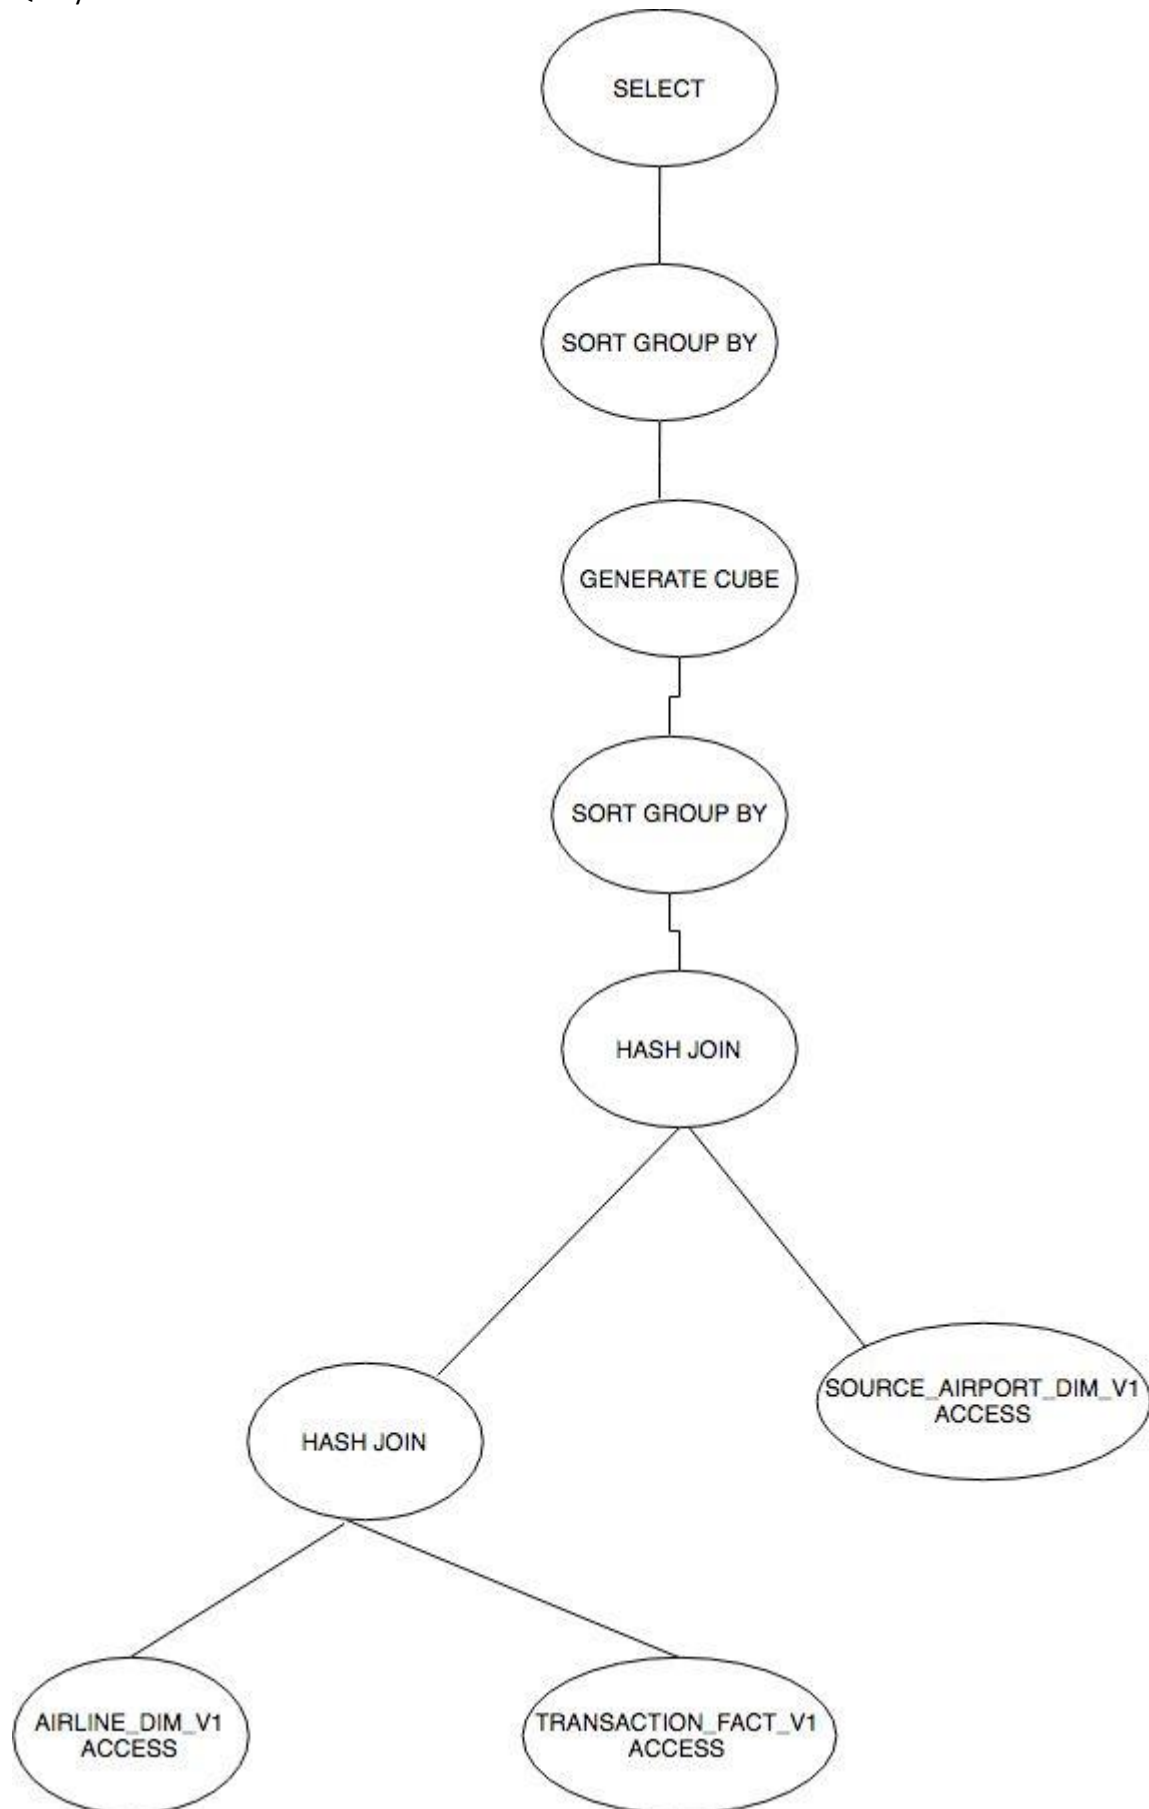 SELECT
SORT GROUP BY
GENERATE CUBE
SORT GROUP BY
HASH JOIN
SOURCE_AIRPORT_DIM_V1
ACCESS
HASH JOIN
AIRLINE_DIM_V1
ACCESS
TRANSACTION_FACT_V1
ACCESS